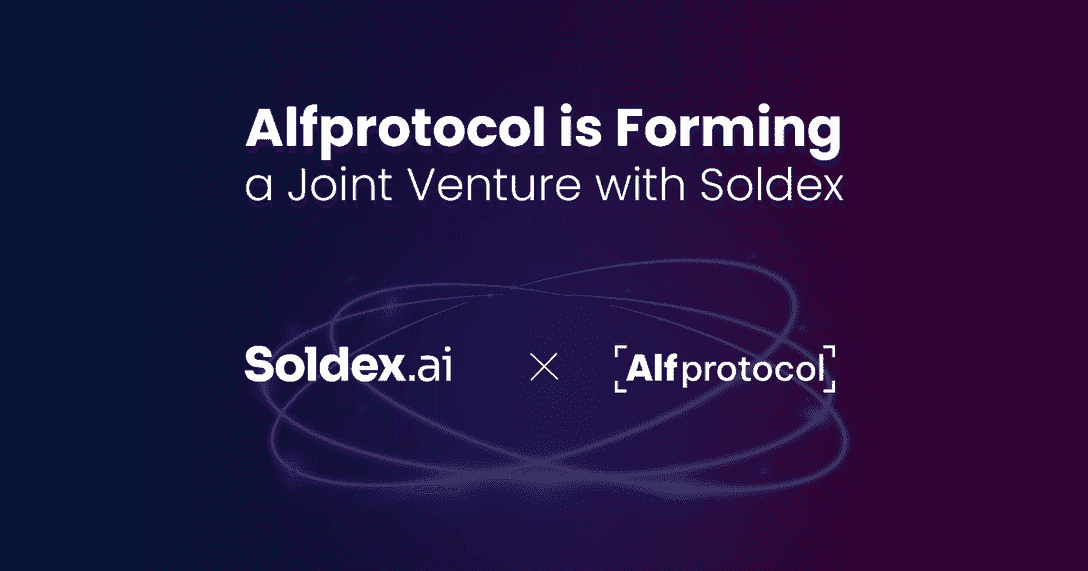 Alfprotocol is Forming
a Joint Venture with Soldex
Soldex.ai × [Alfprotocol]